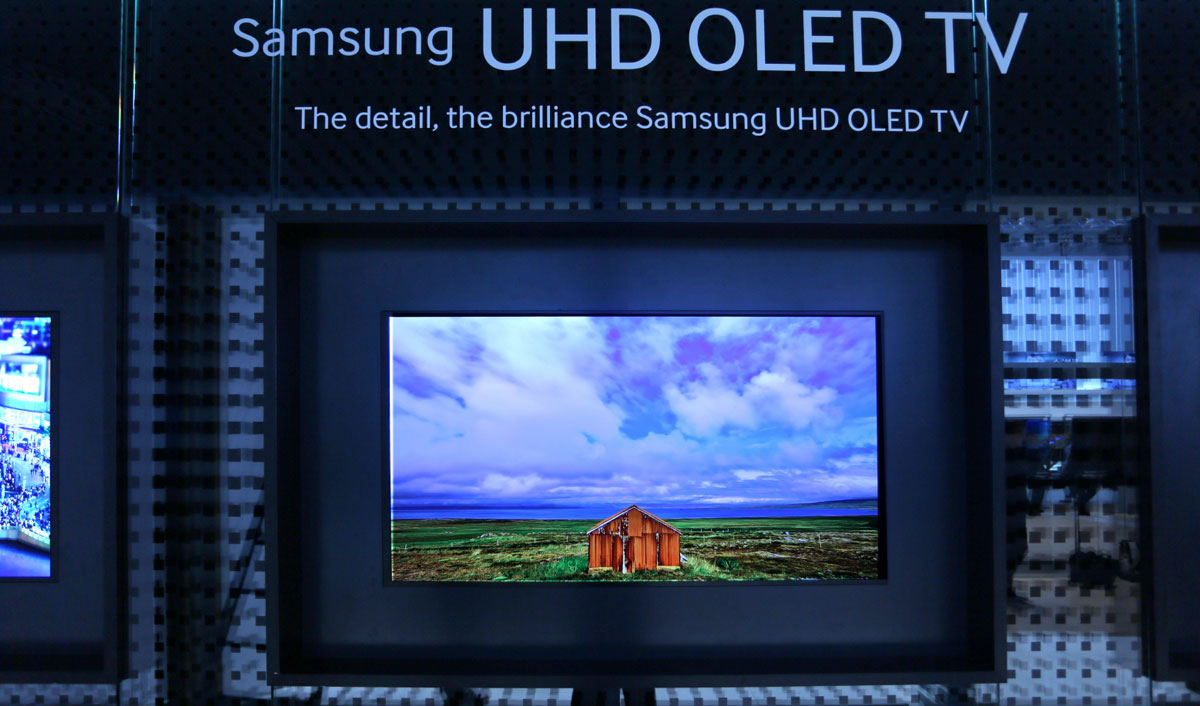 Samsung UHD OLED TV
The detail, the brilliance Samsung UHD OLED TV